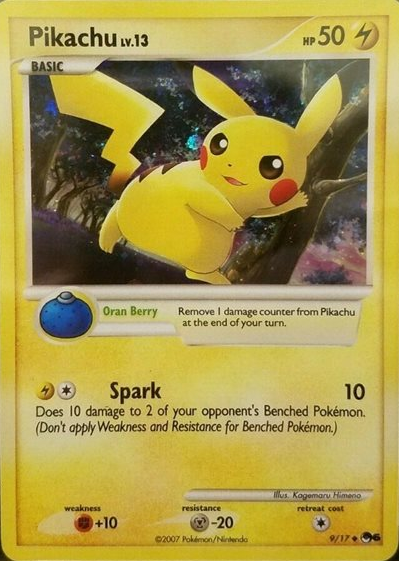 Pikachu LV.13
HP 50
BASIC
Oran Berry
Remove 1 damage counter from Pikachu
at the end of your turn.
Spark 10
Does 10 damage to 2 of your opponent's Benched Pokémon.
(Don't apply Weakness and Resistance for Benched Pokémon.)
Illus. Kagemaru Himeno
weakness resistance retreat cost
+10 -20
©2007 Pokémon/Nintendo 9/17 ◆ 6